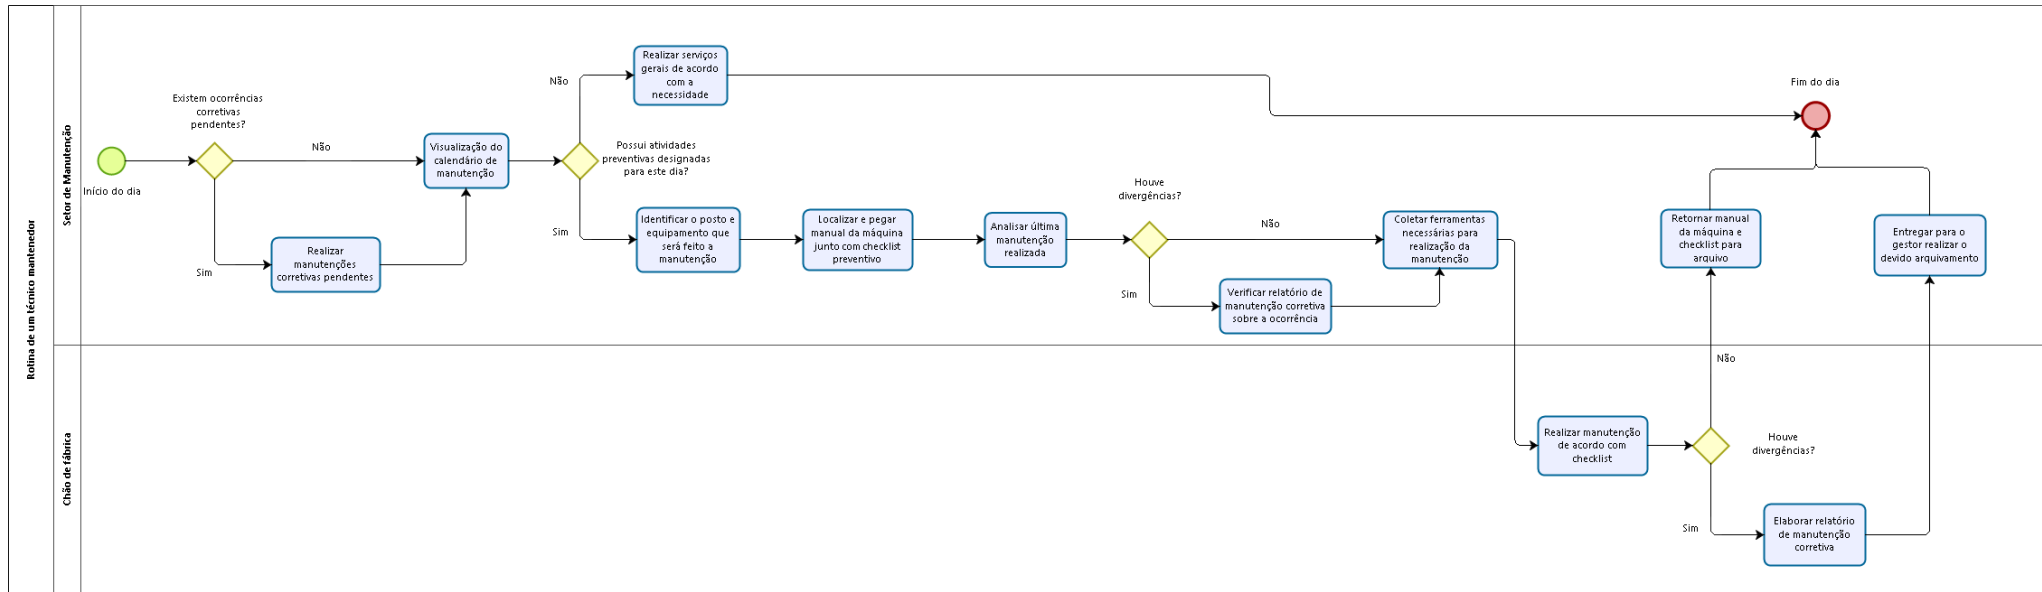 Rotina de um técnico mantenedor
Setor de Manutenção
Chão de fábrica
Início do dia
Existem ocorrências
corretivas
pendentes?
Não
Sim
Realizar
manutenções
corretivas pendentes
Visualização do
calendário de
manutenção
Possui atividades
preventivas designadas
para este dia?
Não
Realizar serviços
gerais de acordo
com a
necessidade
Sim
Identificar o posto e
equipamento que
será feito a
manutenção
Localizar e pegar
manual da máquina
junto com checklist
preventivo
Analisar última
manutenção
realizada
Houve
divergências?
Não
Sim
Verificar relatório de
manutenção corretiva
sobre a ocorrência
Coletar ferramentas
necessárias para
realização da
manutenção
Realizar manutenção
de acordo com
checklist
Houve
divergências?
Não
Retornar manual
da máquina e
checklist para
arquivo
Sim
Elaborar relatório
de manutenção
corretiva
Entregar para o
gestor realizar o
devido arquivamento
Fim do dia